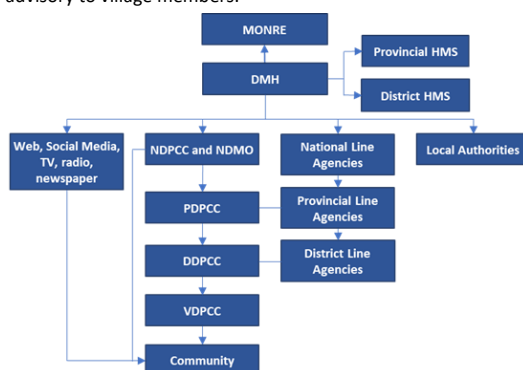 advisory to village members.
MONRE
Provincial HMS
DMH
District HMS
Web, Social Media,
TV, radio,
newspaper
NDPCC and NDMO
National Line
Agencies
Local Authorities
PDPCC
Provincial Line
Agencies
DDPCC
District Line
Agencies
VDPCC
Community